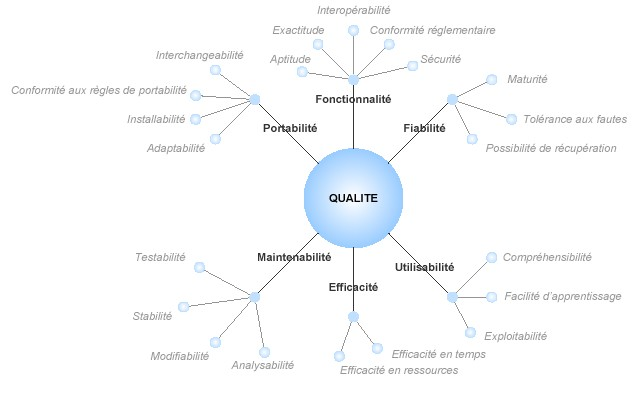 Interopérabilité
Exactitude
Conformité réglementaire
Aptitude
Sécurité
Fonctionnalité
Interchangeabilité
Conformité aux régles de portabilité
Installabilité
Adaptabilité
Portabilité
Maturité
Tolérance aux fautes
Possibilité de récupération
Fiabilité
QUALITE
Maintenabilité
Testabilité
Stabilité
Modifiabilité
Analysabilité
Efficacité
Efficacité en temps
Efficacité en ressources
Utilisabilité
Compréhensibilité
Facilité d'apprentissage
Exploitabilité